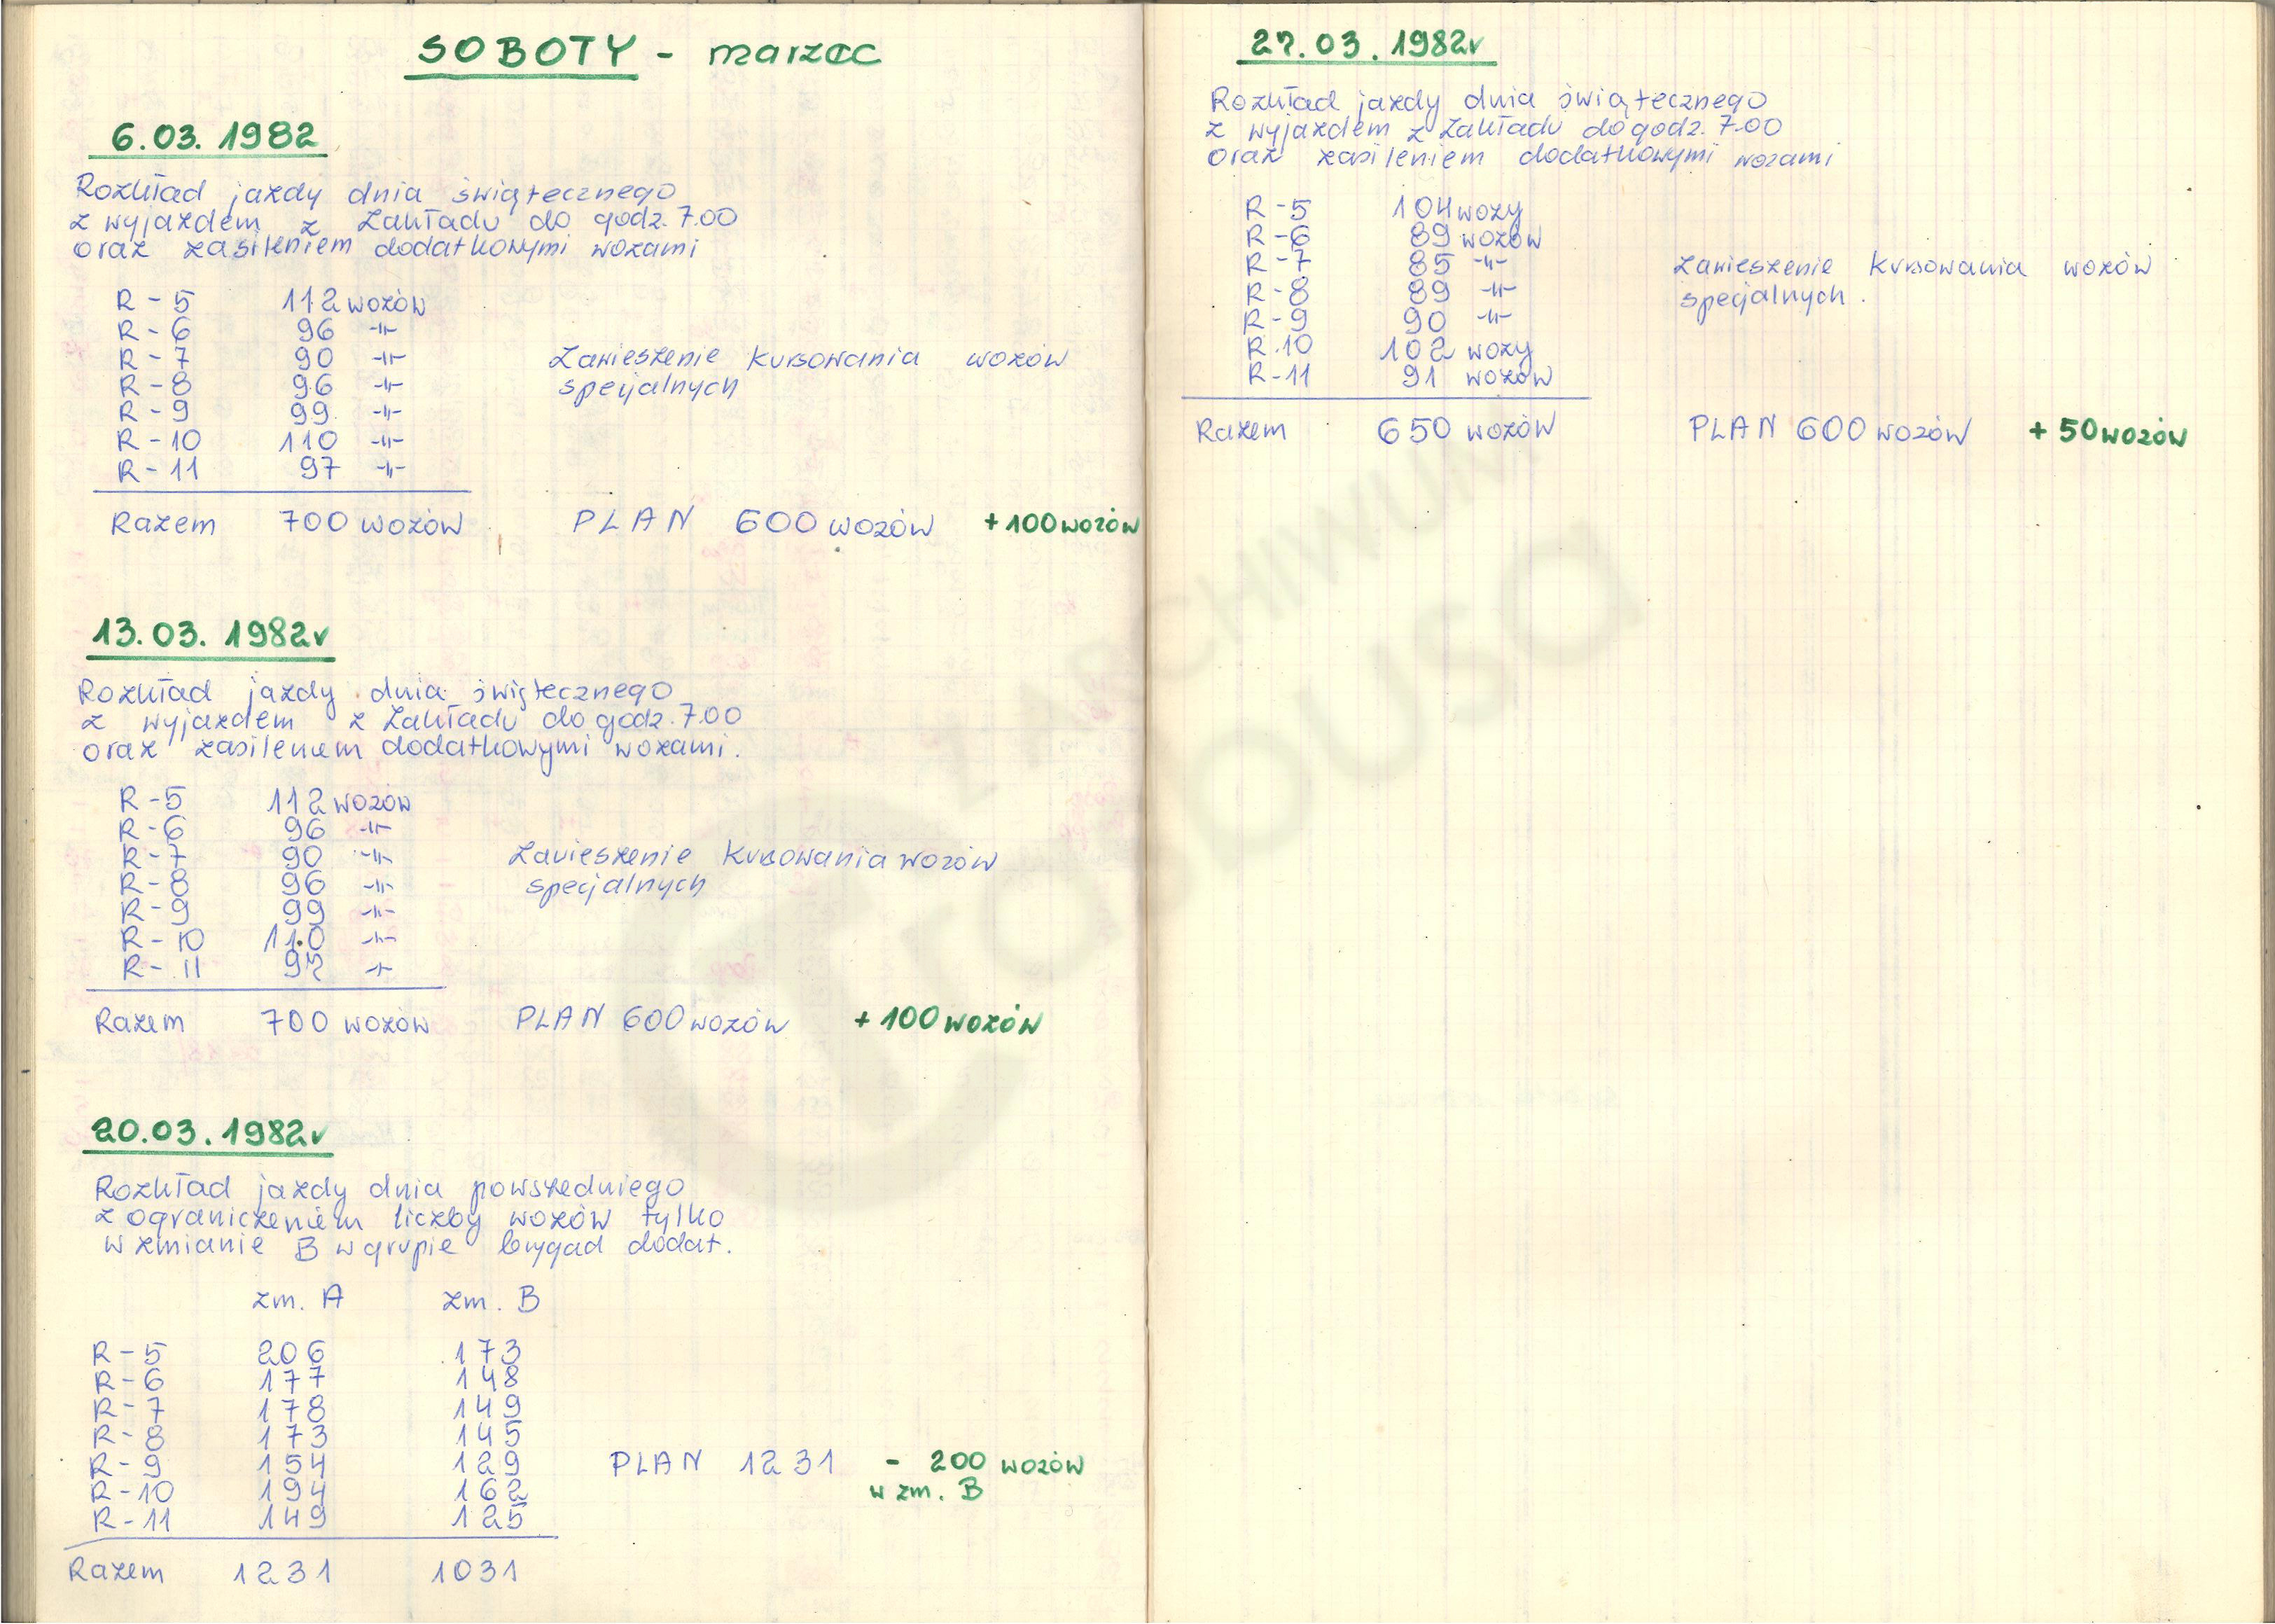 SOBOTY - marzec
6.03.1982
Rozkład jazdy dnia świątecznego
z wyjazdem z Zakładu do godz. 7.00
oraz zasileniem dodatkowymi wozami
R-5 112 wozów
R-6 96 -11-
R-7 90 -11-
R-8 96 -11-
R-9 99 -11-
R-10 110 -11-
R-11 97 -11-
Zawieszenie kursowania wozów
specjalnych
Razem 700 wozów PLAN 600 wozów +100 wozów
13.03.1982r
Rozkład jazdy dnia świątecznego
z wyjazdem z Zakładu do godz. 7.00
oraz zasileniem dodatkowymi wozami.
R-5 112 wozów
R-6 96 -11-
R-7 90 -11-
R-8 96 -11-
R-9 99 -11-
R-10 110 -11-
R-11 97 -11-
Zawieszenie kursowania wozów
specjalnych
Razem 700 wozów PLAN 600 wozów +100 wozów
20.03.1982r
Rozkład jazdy dnia powszedniego
z ograniczeniem liczby wozów tylko
w zmianie B w grupie brygad dodat.
zm. A zm. B
R-5 206 173
R-6 177 148
R-7 178 149
R-8 173 145
R-9 154 129
R-10 194 162
R-11 149 125
PLAN 1231 - 200 wozów
w zm. B
Razem 1231 1031
27.03.1982r
Rozkład jazdy dnia świątecznego
z wyjazdem z Zakładu do godz. 7.00
oraz zasileniem dodatkowymi wozami
R-5 104 wozy
R-6 89 wozów
R-7 85 -11-
R-8 89 -11-
R-9 90 -11-
R.10 102 wozy
R-11 91 wozów
Zawieszenie kursowania wozów
specjalnych.
Razem 650 wozów PLAN 600 wozów + 50 wozów
Z ARCHIWUM